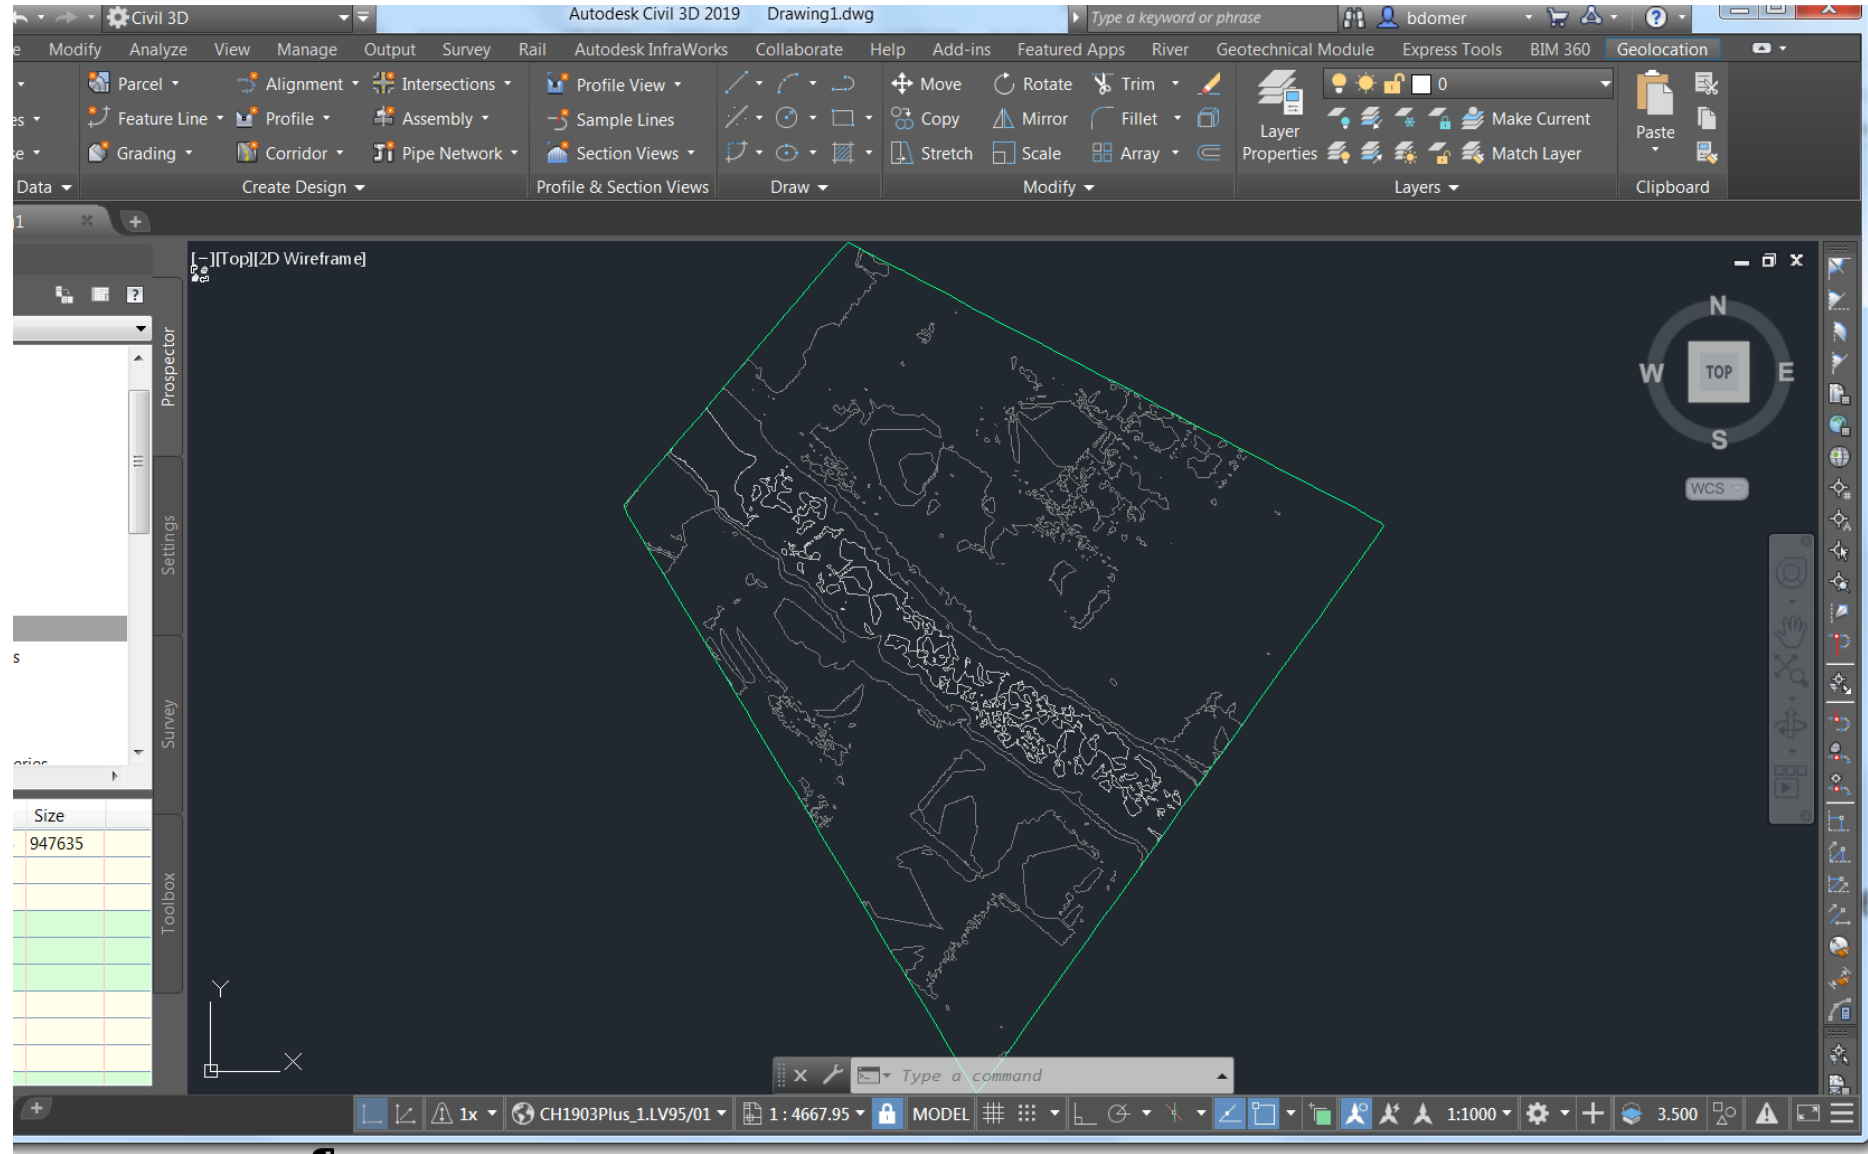 Civil 3D Autodesk Civil 3D 2019 Drawing1.dwg Type a keyword or phrase bdomer ?
e Modify Analyze View Manage Output Survey Rail Autodesk InfraWorks Collaborate Help Add-ins Featured Apps River Geotechnical Module Express Tools BIM 360 Geolocation
Parcel Alignment Intersections Profile View Move Rotate Trim 0
es Feature Line Profile Assembly Sample Lines Copy Mirror Fillet Make Current
Layer Properties Paste
se Grading Corridor Pipe Network Section Views Stretch Scale Array Match Layer
Data Create Design Profile & Section Views Draw Modify Layers Clipboard
1 × +
[−][Top][2D Wireframe]
N
W TOP E
S
WCS
?
Prospector
Settings
Survey
Toolbox
s
Size
947635
Y
X
X Type a command
+
1x CH1903Plus_1.LV95/01 1 : 4667.95 MODEL 1:1000 3.500